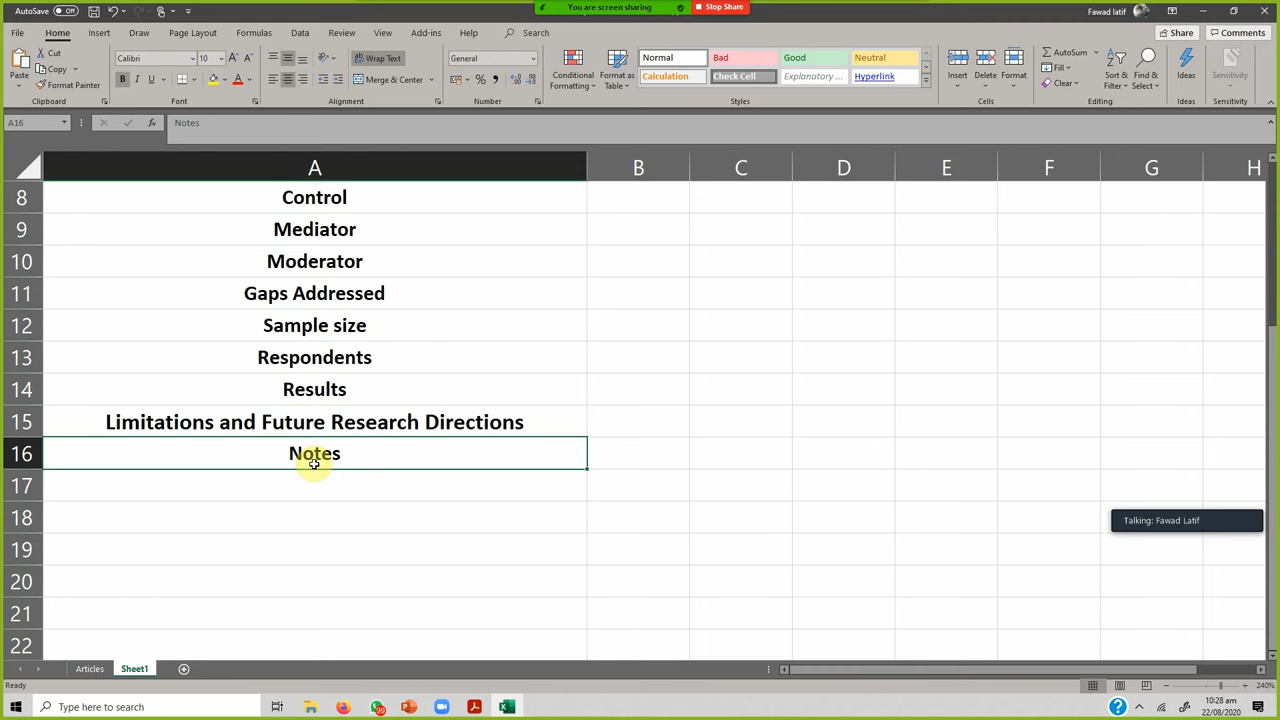 AutoSave Off
You are screen sharing Stop Share
Fawad latif
File Home Insert Draw Page Layout Formulas Data Review View Add-ins Help Search Share Comments
Paste Cut Copy Format Painter
Calibri 10
B I U
Wrap Text
Merge & Center
General
Conditional Formatting
Format as Table
Normal Bad Good Neutral
Calculation Check Cell Explanatory ... Hyperlink
Insert Delete Format
AutoSum
Fill
Clear
Sort & Filter
Find & Select
Ideas
Sensitivity
Clipboard Font Alignment Number Styles Cells Editing Ideas Sensitivity
A16 fx Notes
A B C D E F G H
8 Control
9 Mediator
10 Moderator
11 Gaps Addressed
12 Sample size
13 Respondents
14 Results
15 Limitations and Future Research Directions
16 Notes
17
18
Talking: Fawad Latif
19
20
21
22
Articles Sheet1
Ready 240%
Type here to search
99
10:28 am
22/08/2020